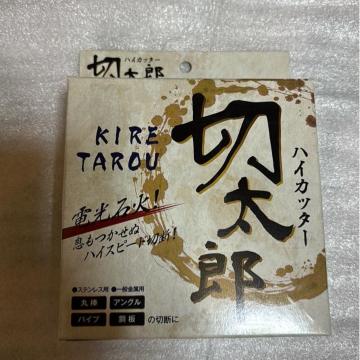 ハイカッター
切太郎
KIRE
TAROU
切太郎
ハイカッター
電光石火!
息もつかせぬ
ハイスピード切断!
●ステンレス用 ●一般金属用
丸棒 アングル
パイプ 鋼板 の切断に